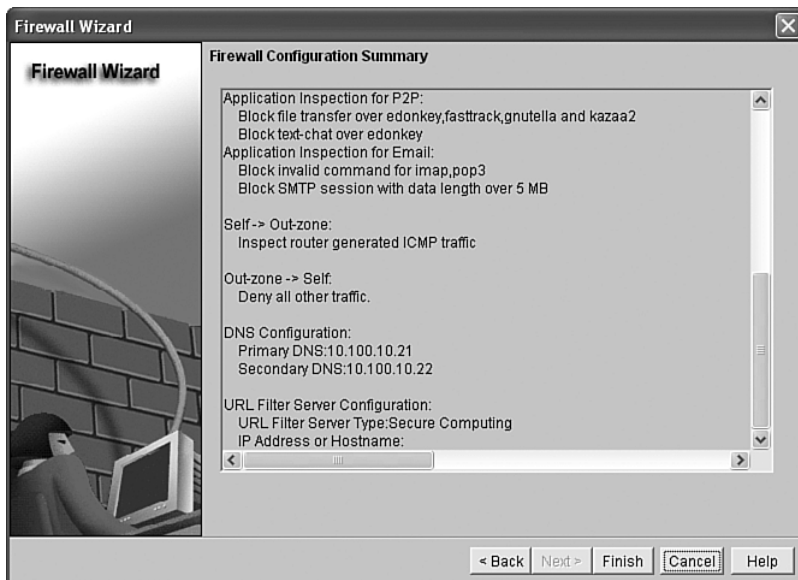 Firewall Wizard
Firewall Wizard
Firewall Configuration Summary
Application Inspection for P2P:
Block file transfer over edonkey,fasttrack,gnutella and kazaa2
Block text-chat over edonkey
Application Inspection for Email:
Block invalid command for imap,pop3
Block SMTP session with data length over 5 MB
Self -> Out-zone:
Inspect router generated ICMP traffic
Out-zone -> Self:
Deny all other traffic.
DNS Configuration:
Primary DNS:10.100.10.21
Secondary DNS:10.100.10.22
URL Filter Server Configuration:
URL Filter Server Type:Secure Computing
IP Address or Hostname:
< Back Next > Finish Cancel Help